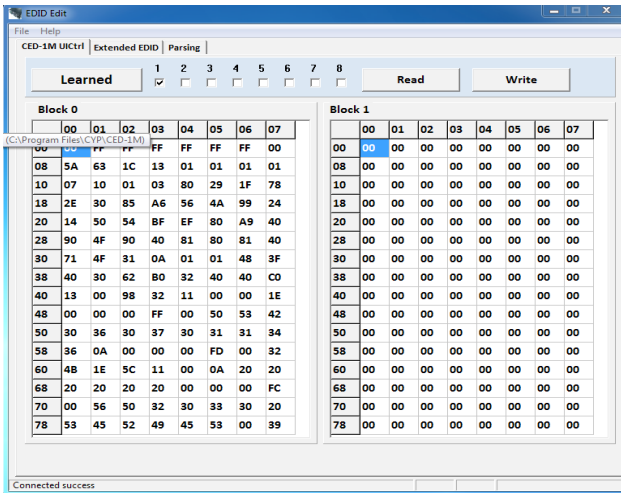 EDID Edit
File Help
CED-1M UICtrl Extended EDID Parsing
1 2 3 4 5 6 7 8
Learned Read Write
Block 0 Block 1
00 01 02 03 04 05 06 07 00 01 02 03 04 05 06 07
(C:\Program Files\CYP\CED-1M)
00 00 FF FF FF FF FF FF 00 00 00 00 00 00 00 00 00 00
08 5A 63 1C 13 01 01 01 01 08 00 00 00 00 00 00 00 00
10 07 10 01 03 80 29 1F 78 10 00 00 00 00 00 00 00 00
18 2E 30 85 A6 56 4A 99 24 18 00 00 00 00 00 00 00 00
20 14 50 54 BF EF 80 A9 40 20 00 00 00 00 00 00 00 00
28 90 4F 90 40 81 80 81 40 28 00 00 00 00 00 00 00 00
30 71 4F 31 0A 01 01 48 3F 30 00 00 00 00 00 00 00 00
38 40 30 62 B0 32 40 40 C0 38 00 00 00 00 00 00 00 00
40 13 00 98 32 11 00 00 1E 40 00 00 00 00 00 00 00 00
48 00 00 00 FF 00 50 53 42 48 00 00 00 00 00 00 00 00
50 30 36 30 37 30 31 31 34 50 00 00 00 00 00 00 00 00
58 36 0A 00 00 00 FD 00 32 58 00 00 00 00 00 00 00 00
60 4B 1E 5C 11 00 0A 20 20 60 00 00 00 00 00 00 00 00
68 20 20 20 20 00 00 00 FC 68 00 00 00 00 00 00 00 00
70 00 56 50 32 30 33 30 20 70 00 00 00 00 00 00 00 00
78 53 45 52 49 45 53 00 39 78 00 00 00 00 00 00 00 00
Connected success